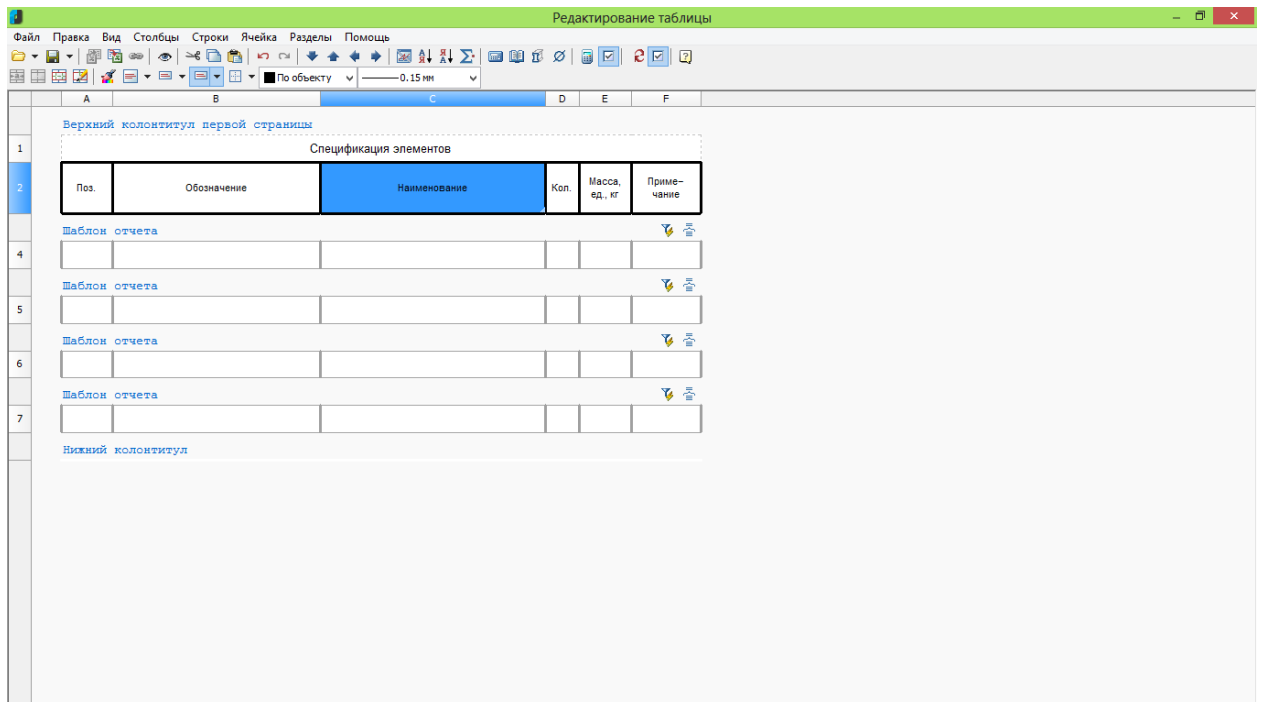 Редактирование таблицы
Файл Правка Вид Столбцы Строки Ячейка Разделы Помощь
По объекту 0.15 мм
A B C D E F
Верхний колонтитул первой страницы
1 Спецификация элементов
2 Поз. Обозначение Наименование Кол. Масса, Приме-
ед., кг чание
Шаблон отчета
4
Шаблон отчета
5
Шаблон отчета
6
Шаблон отчета
7
Нижний колонтитул